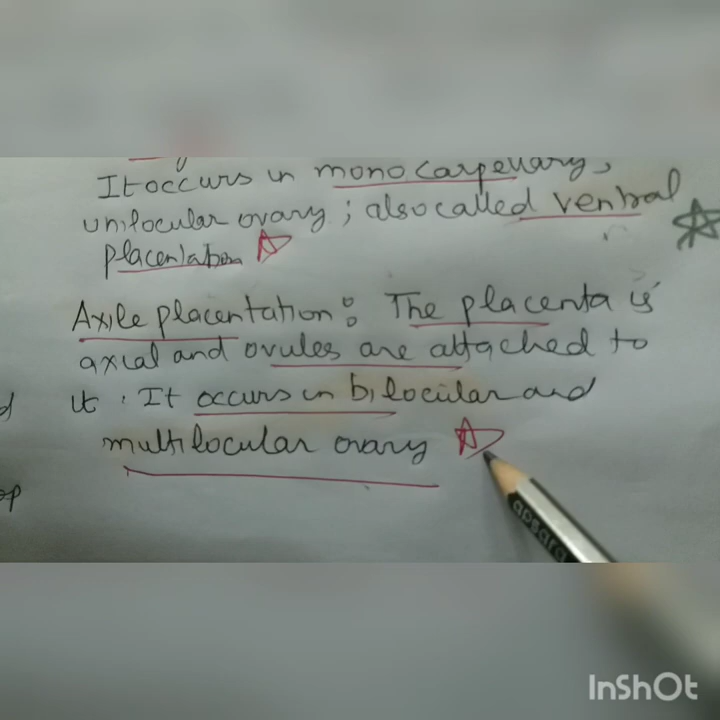 It occurs in monocarpellary,
unilocular ovary; also called ventral
placentation
Axile placentation: The placenta is
axial and ovules are attached to
it. It occurs in bilocular and
multilocular ovary
apsara
InShOt